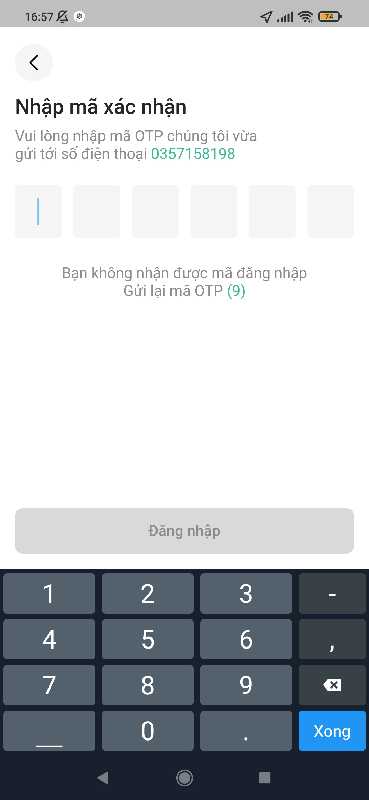 16:57
74
Nhập mã xác nhận
Vui lòng nhập mã OTP chúng tôi vừa
gửi tới số điện thoại 0357158198
Bạn không nhận được mã đăng nhập
Gửi lại mã OTP (9)
Đăng nhập
1 2 3 -
4 5 6 ,
7 8 9
_ 0 . Xong